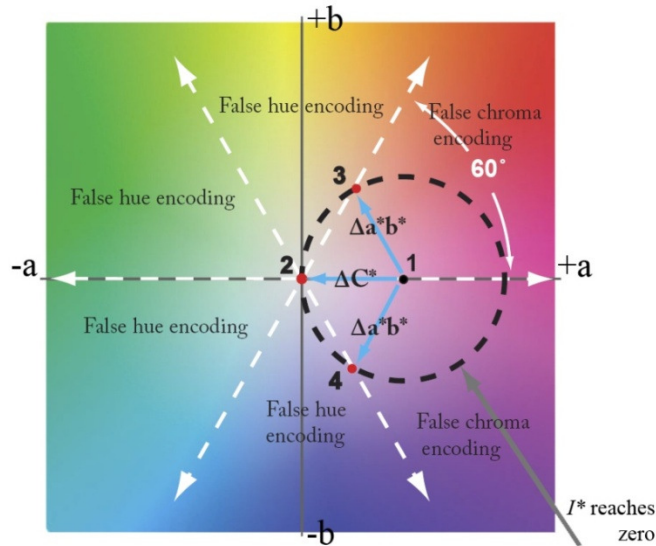 +b
False hue encoding
False chroma
encoding
60°
3
False hue encoding
Δa*b*
-a
2
ΔC*
1
+a
False hue encoding
Δa*b*
4
False hue
encoding
False chroma
encoding
I* reaches
zero
-b